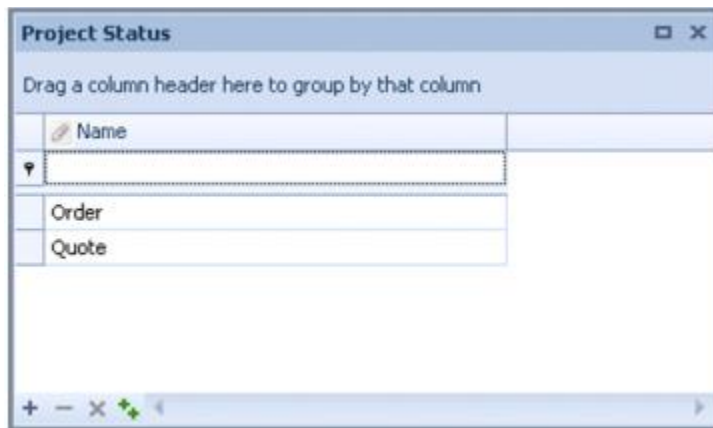 Project Status
Drag a column header here to group by that column
Name
Order
Quote